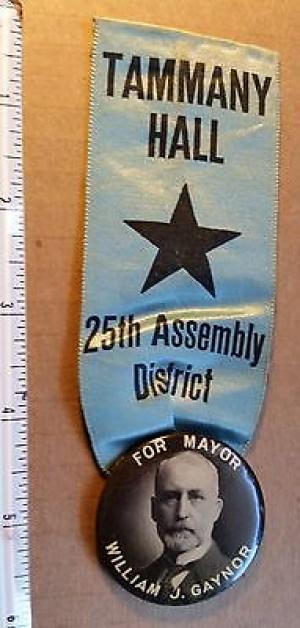 TAMMANY
HALL
25th Assembly
District
FOR MAYOR
WILLIAM J. GAYNOR
1
2
3
4
5